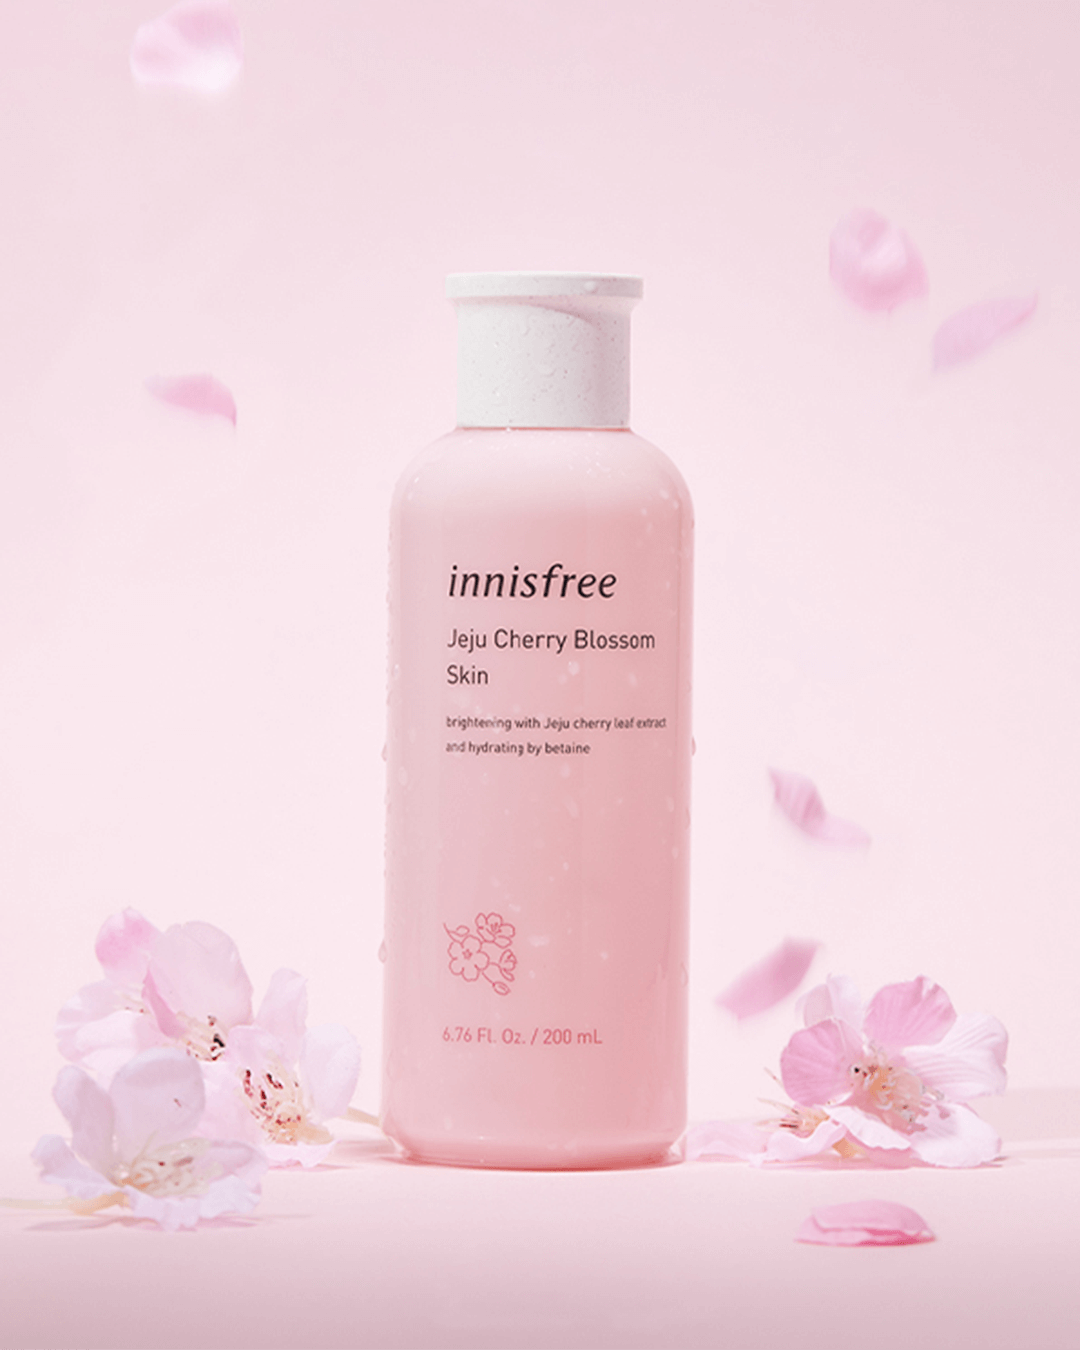 innisfree
Jeju Cherry Blossom
Skin
brightening with Jeju cherry leaf extract
and hydrating by betaine
6.76 Fl. Oz. / 200 mL